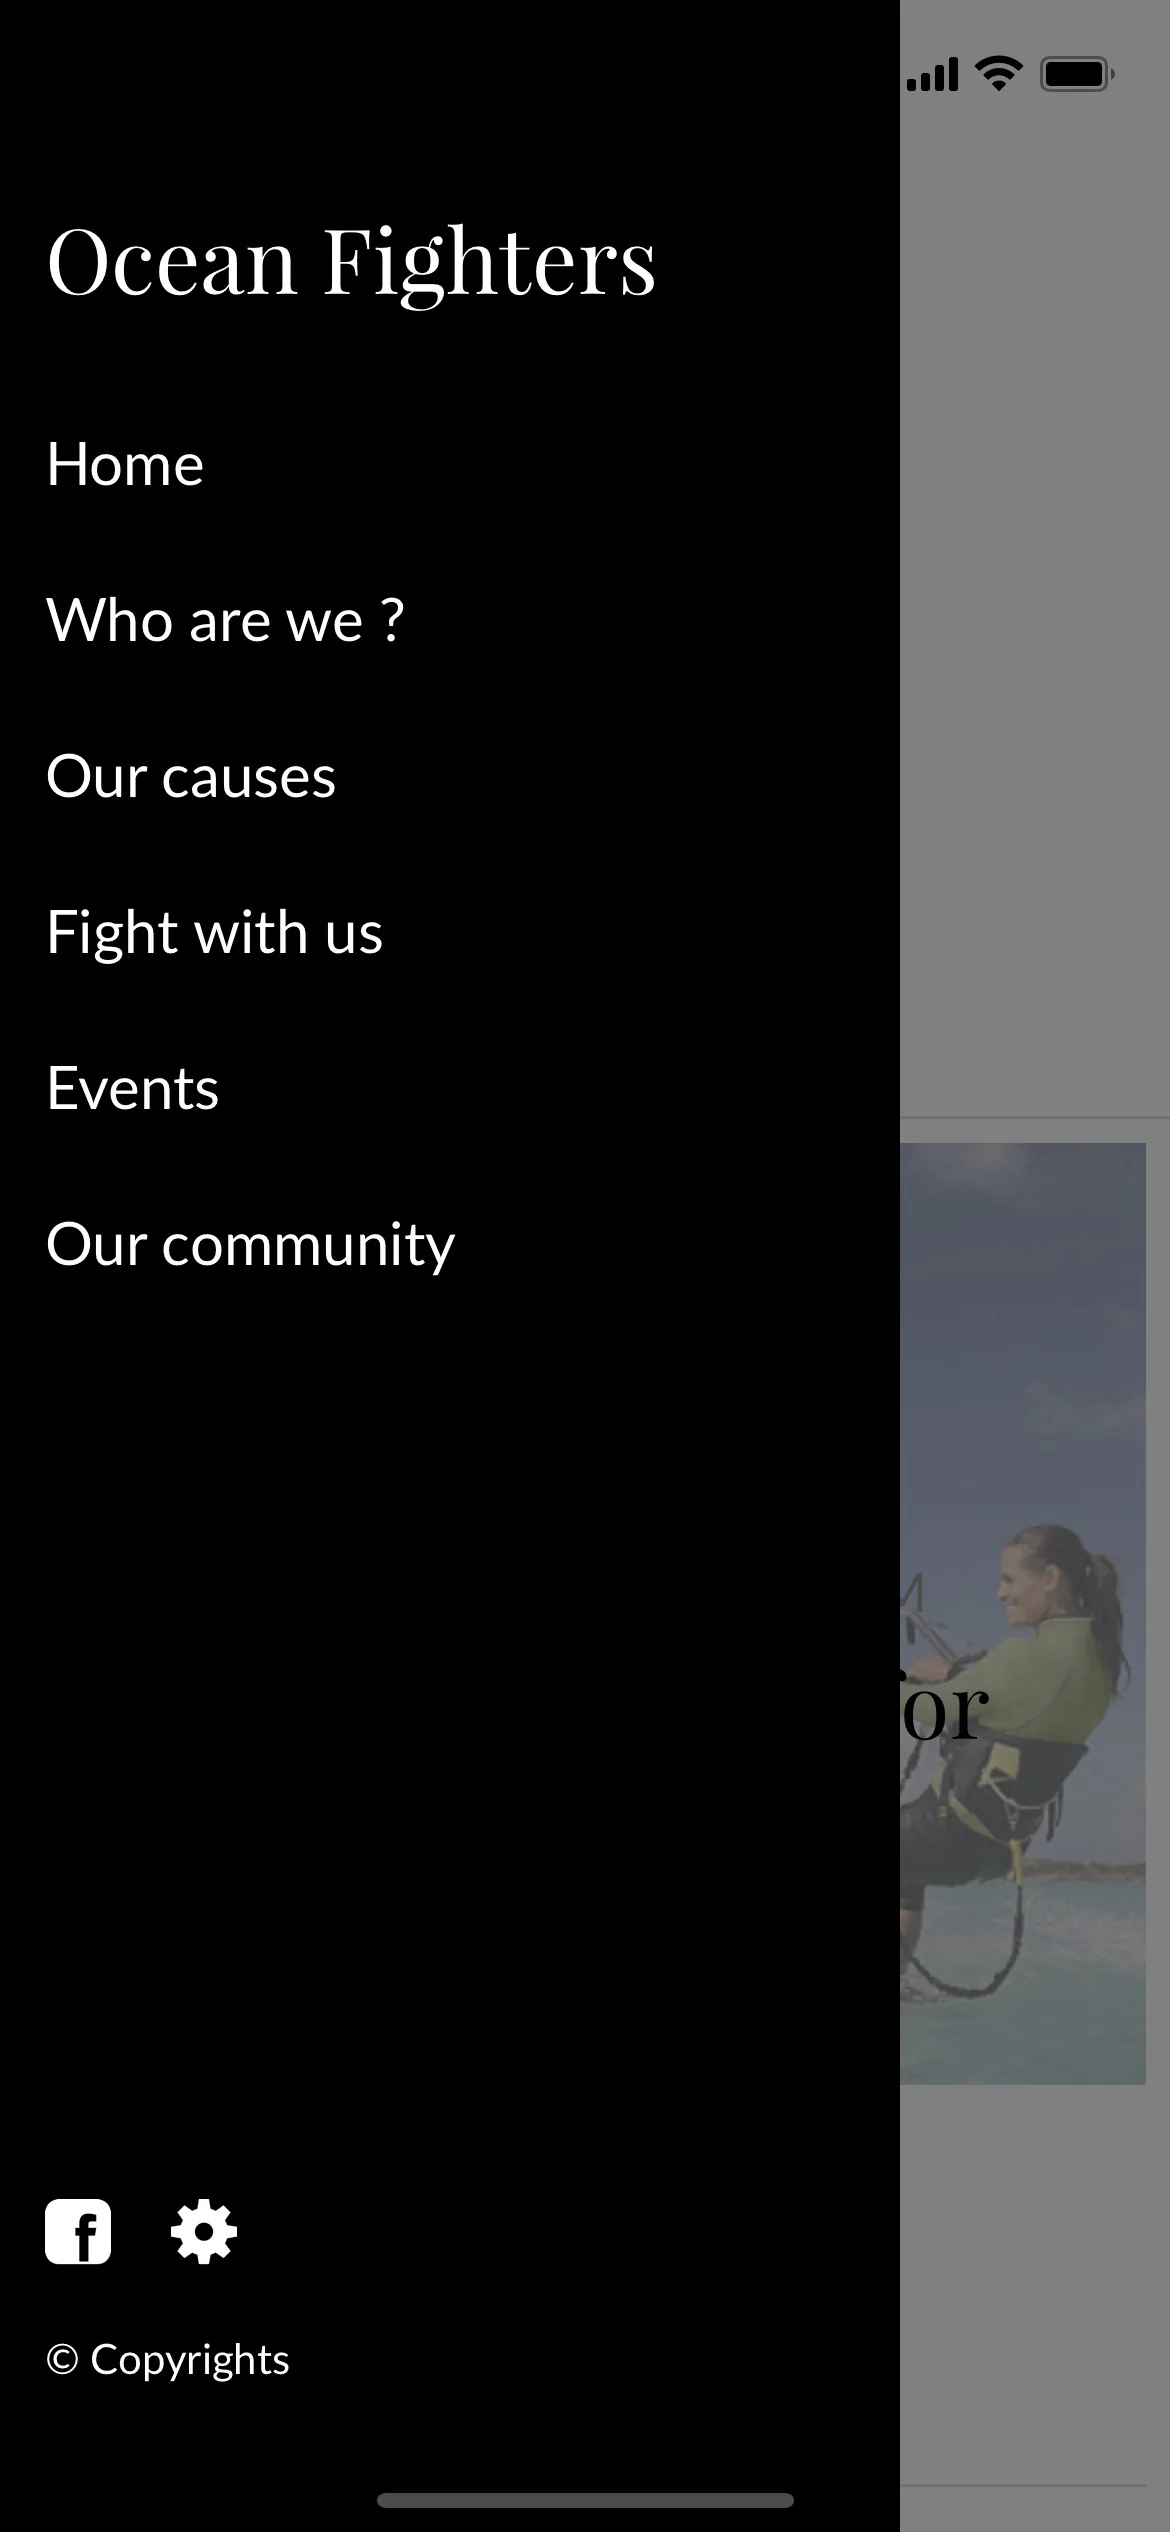 Ocean Fighters
Home
Who are we ?
Our causes
Fight with us
Events
Our community
or
© Copyrights